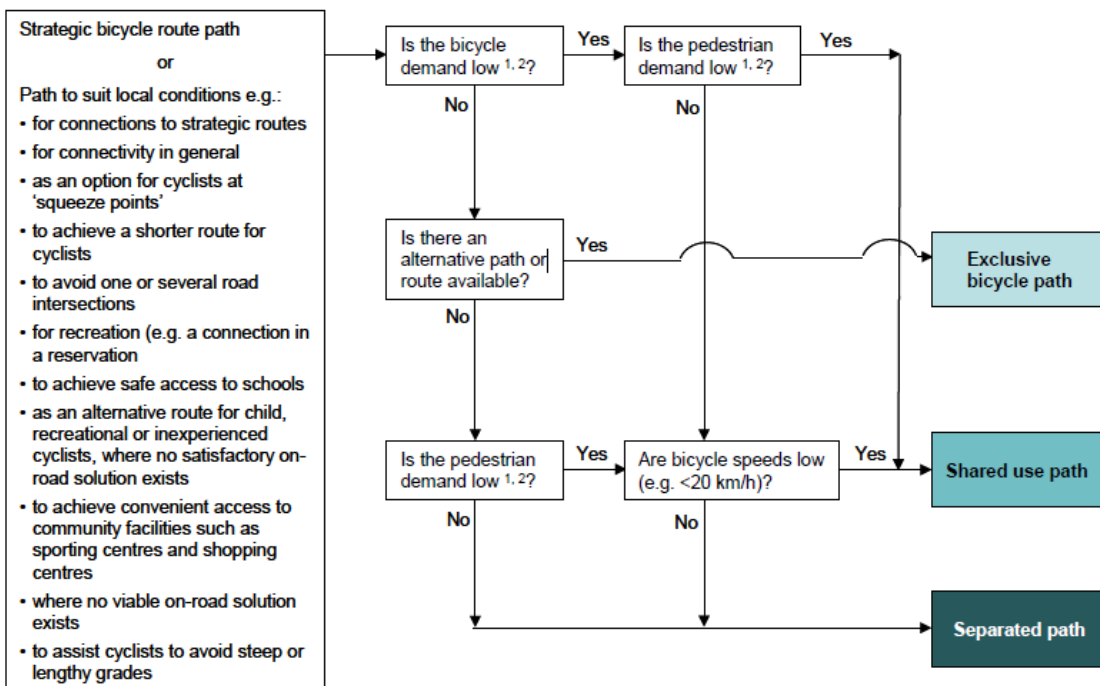 Strategic bicycle route path
or
Path to suit local conditions e.g.:
• for connections to strategic routes
• for connectivity in general
• as an option for cyclists at
‘squeeze points’
• to achieve a shorter route for
cyclists
• to avoid one or several road
intersections
• for recreation (e.g. a connection in
a reservation
• to achieve safe access to schools
• as an alternative route for child,
recreational or inexperienced
cyclists, where no satisfactory on-
road solution exists
• to achieve convenient access to
community facilities such as
sporting centres and shopping
centres
• where no viable on-road solution
exists
• to assist cyclists to avoid steep or
lengthy grades
Is the bicycle
demand low 1, 2?
Yes
No
Is the pedestrian
demand low 1, 2?
Yes
No
Is there an
alternative path or
route available?
Yes
No
Exclusive
bicycle path
Is the pedestrian
demand low 1, 2?
Yes
No
Are bicycle speeds low
(e.g. <20 km/h)?
Yes
No
Shared use path
Separated path